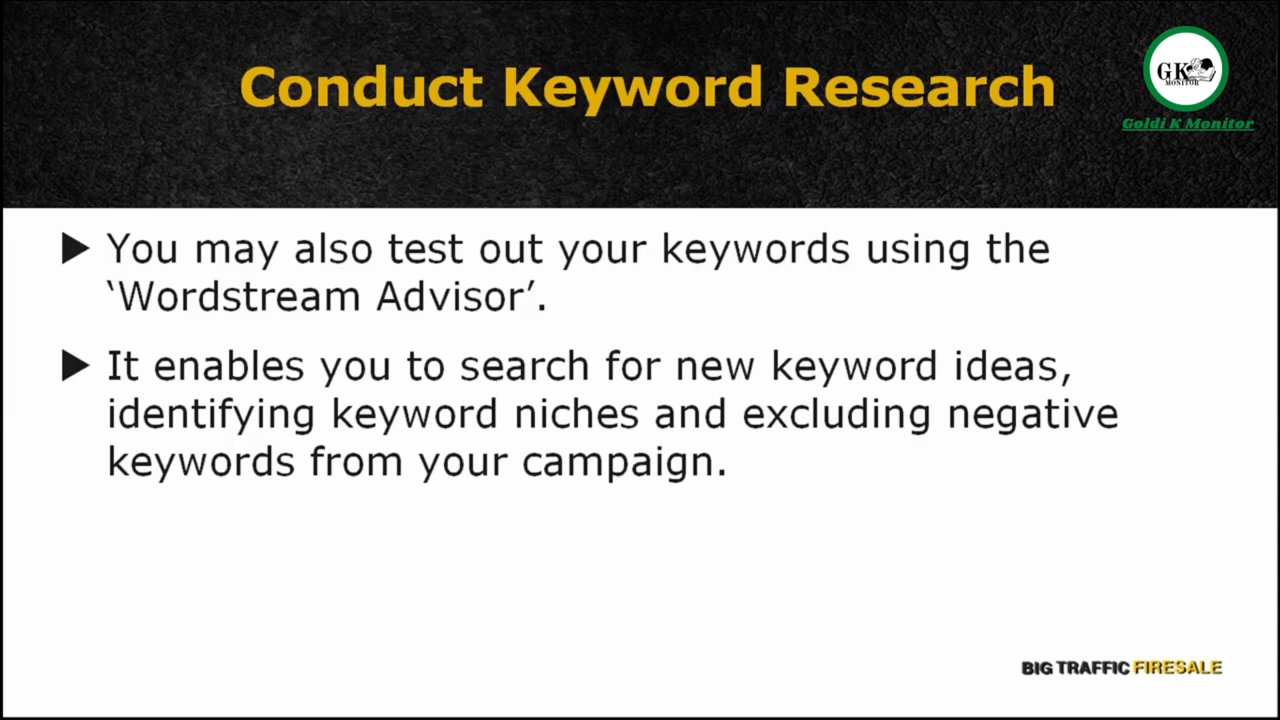 Conduct Keyword Research
GK
MONITOR
Goldi K Monitor
▶ You may also test out your keywords using the
‘Wordstream Advisor’.
▶ It enables you to search for new keyword ideas,
identifying keyword niches and excluding negative
keywords from your campaign.
BIG TRAFFIC FIRESALE